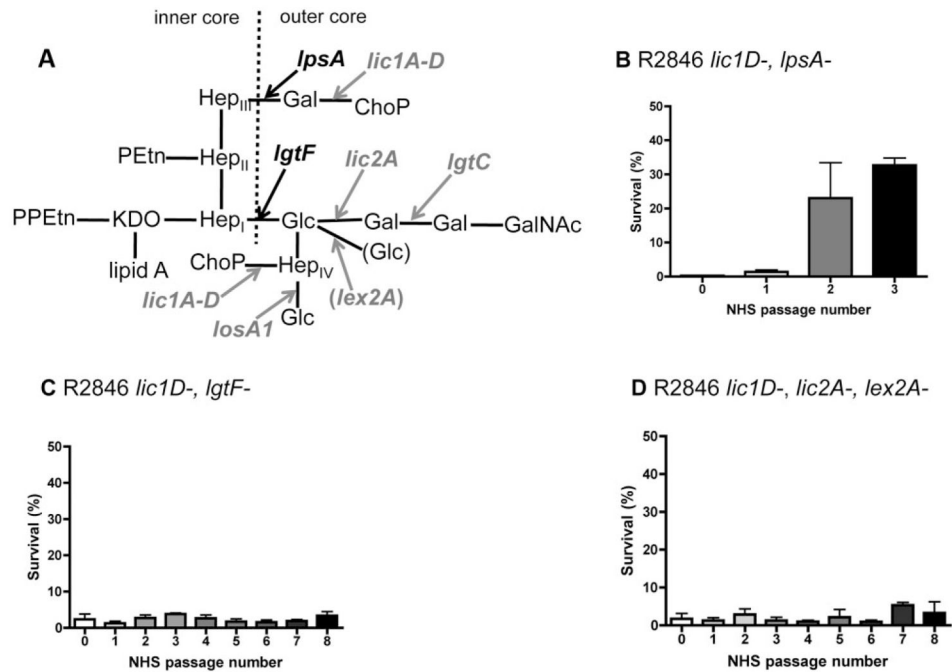 inner core outer core
A
lpsA lic1A-D
HepIII Gal ChoP
PEtn HepII
lgtF lic2A lgtC
PPEtn KDO HepI Glc Gal Gal GalNAc
lipid A ChoP HepIV (Glc)
lic1A-D (lex2A)
losA1 Glc
B R2846 lic1D-, lpsA-
Survival (%)
50
40
30
20
10
0
0 1 2 3
NHS passage number
C R2846 lic1D-, lgtF-
Survival (%)
50
40
30
20
10
0
0 1 2 3 4 5 6 7 8
NHS passage number
D R2846 lic1D-, lic2A-, lex2A-
Survival (%)
50
40
30
20
10
0
0 1 2 3 4 5 6 7 8
NHS passage number